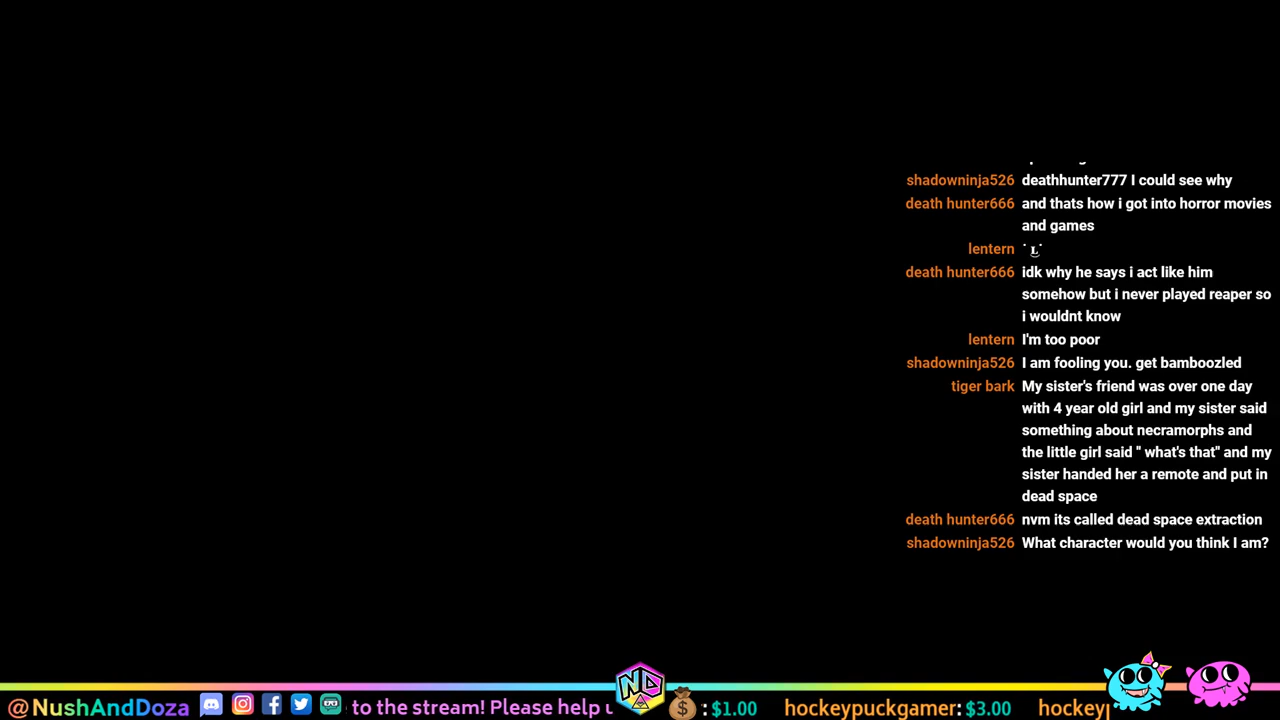 shadowninja526 deathhunter777 I could see why
death hunter666 and thats how i got into horror movies
and games
lentern
death hunter666 idk why he says i act like him
somehow but i never played reaper so
i wouldnt know
lentern I'm too poor
shadowninja526 I am fooling you. get bamboozled
tiger bark My sister's friend was over one day
with 4 year old girl and my sister said
something about necramorphs and
the little girl said " what's that" and my
sister handed her a remote and put in
dead space
death hunter666 nvm its called dead space extraction
shadowninja526 What character would you think I am?
@NushAndDoza to the stream! Please help ND : $1.00 hockeypuckgamer: $3.00 hockey